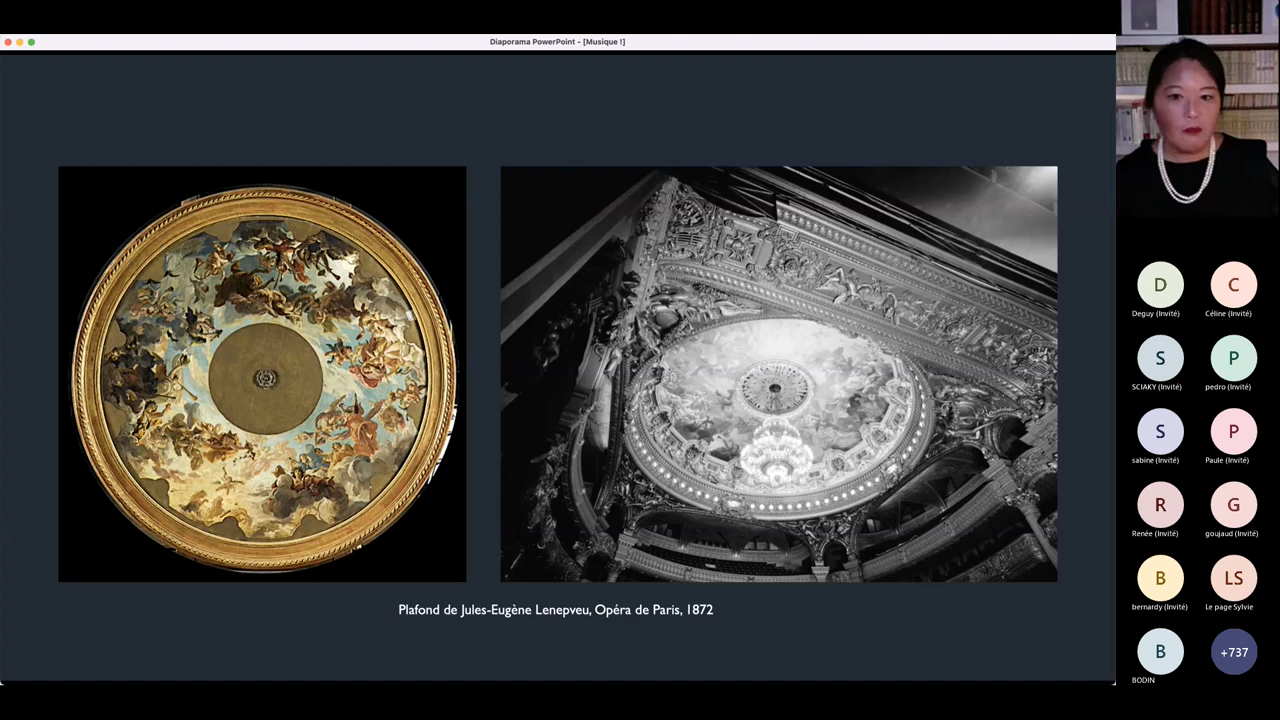 Diaporama PowerPoint - [Musique !]
Plafond de Jules-Eugène Lenepveu, Opéra de Paris, 1872
D
Deguy (Invité)
C
Céline (Invité)
S
SCIAKY (Invité)
P
pedro (Invité)
S
sabine (Invité)
P
Paule (Invité)
R
Renée (Invité)
G
goujaud (Invité)
B
bernardy (Invité)
LS
Le page Sylvie
B
BODIN
+737